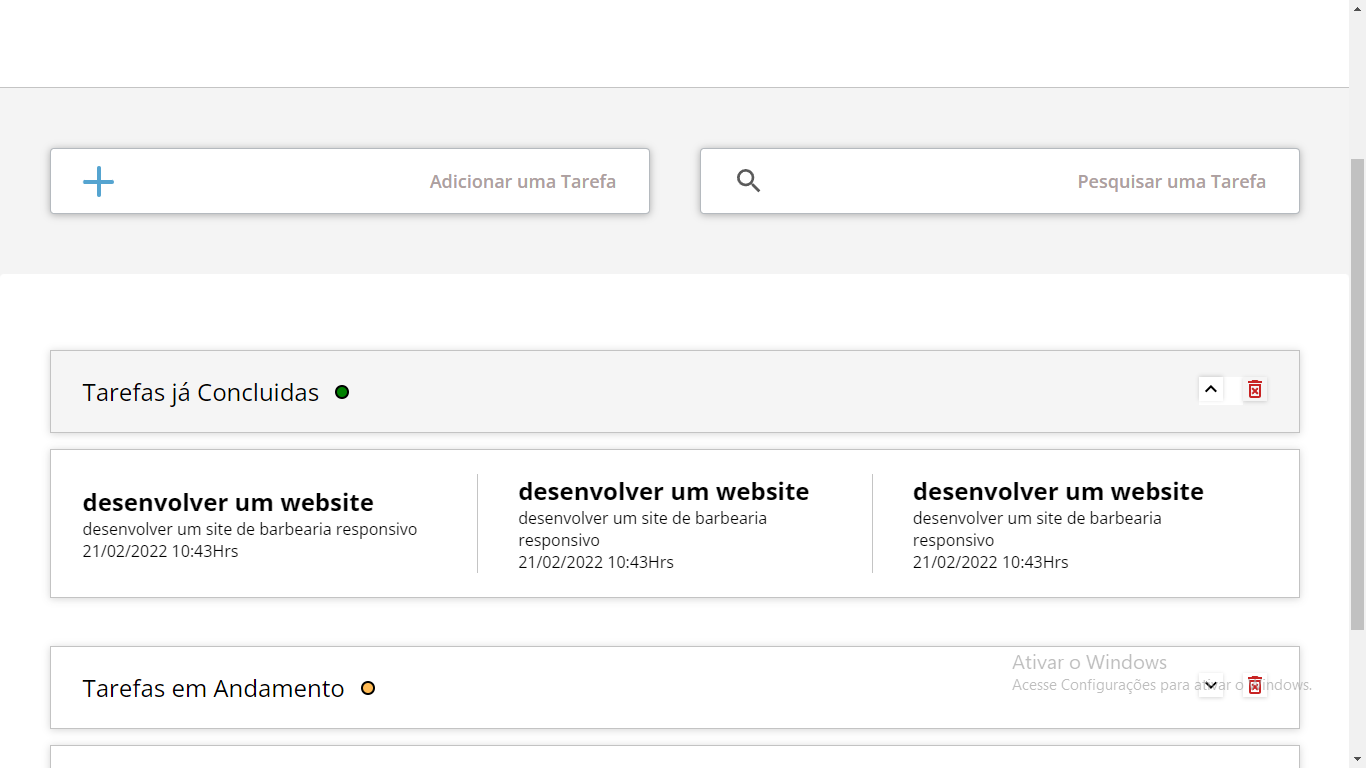 Adicionar uma Tarefa
Pesquisar uma Tarefa
Tarefas já Concluidas
desenvolver um website
desenvolver um site de barbearia responsivo
21/02/2022 10:43Hrs
desenvolver um website
desenvolver um site de barbearia
responsivo
21/02/2022 10:43Hrs
desenvolver um website
desenvolver um site de barbearia
responsivo
21/02/2022 10:43Hrs
Tarefas em Andamento
Ativar o Windows
Acesse Configurações para ativar o Windows.